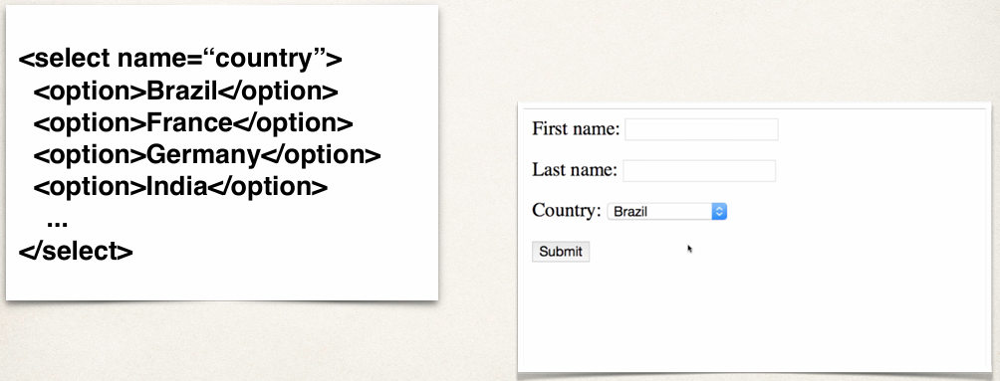 <select name=“country”>
<option>Brazil</option>
<option>France</option>
<option>Germany</option>
<option>India</option>
...
</select>
First name:
Last name:
Country: Brazil
Submit